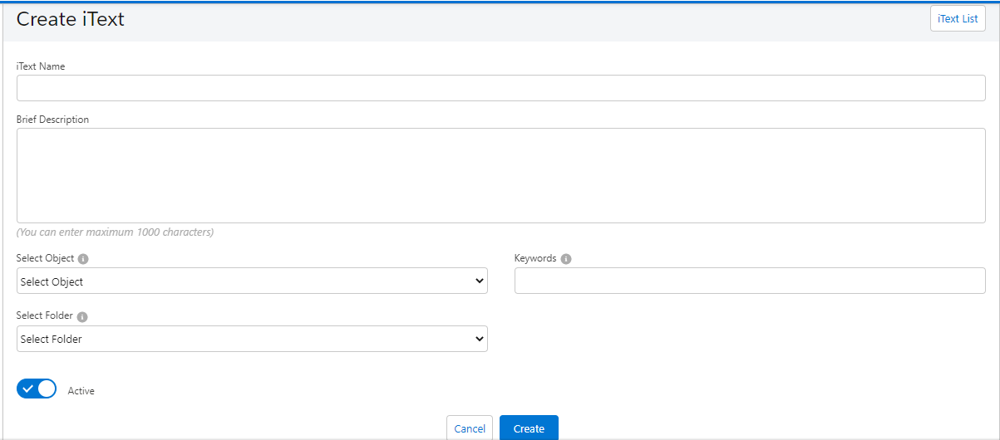 Create iText
iText List
iText Name
Brief Description
(You can enter maximum 1000 characters)
Select Object
Keywords
Select Object
Select Folder
Select Folder
Active
Cancel
Create